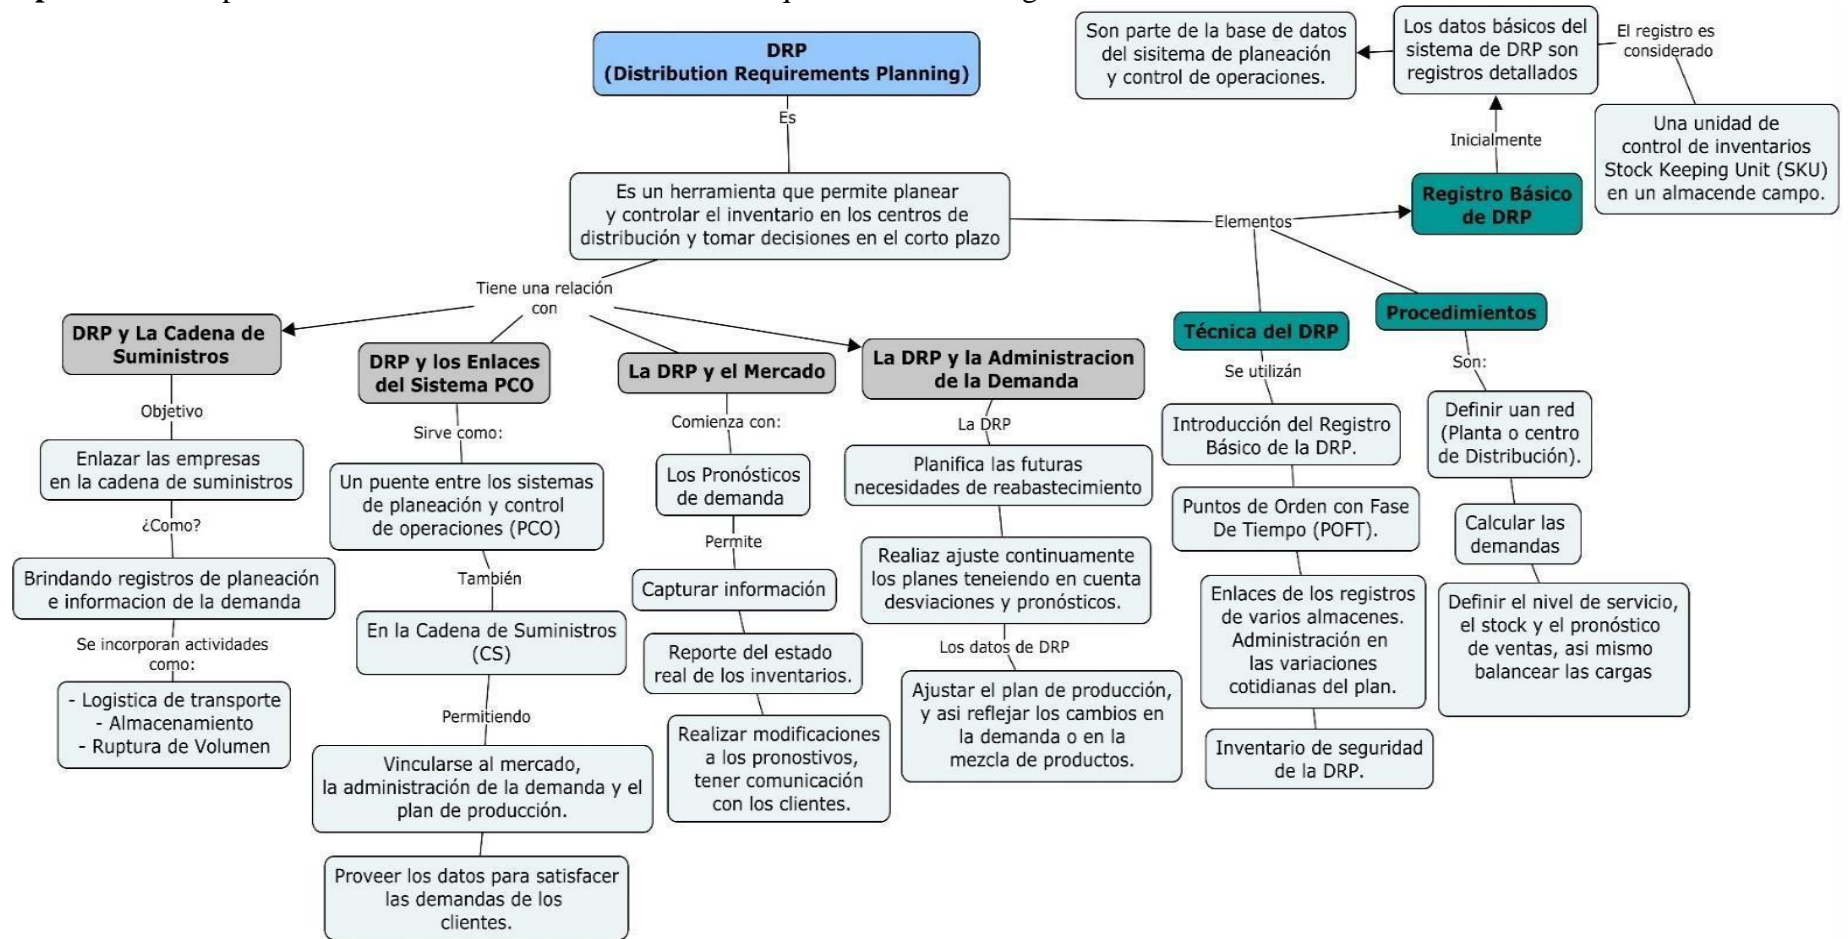 DRP
(Distribution Requirements Planning)
Es
Es un herramienta que permite planear
y controlar el inventario en los centros de
distribución y tomar decisiones en el corto plazo
Tiene una relación
con
DRP y La Cadena de
Suministros
Objetivo
Enlazar las empresas
en la cadena de suministros
¿Como?
Brindando registros de planeación
e informacion de la demanda
Se incorporan actividades
como:
- Logistica de transporte
- Almacenamiento
- Ruptura de Volumen
DRP y los Enlaces
del Sistema PCO
Sirve como:
Un puente entre los sistemas
de planeación y control
de operaciones (PCO)
También
En la Cadena de Suministros
(CS)
Permitiendo
Vincularse al mercado,
la administración de la demanda y el
plan de producción.
Proveer los datos para satisfacer
las demandas de los
clientes.
La DRP y el Mercado
Comienza con:
Los Pronósticos
de demanda
Permite
Capturar información
Reporte del estado
real de los inventarios.
Realizar modificaciones
a los pronostivos,
tener comunicación
con los clientes.
La DRP y la Administracion
de la Demanda
La DRP
Planifica las futuras
necesidades de reabastecimiento
Realiaz ajuste continuamente
los planes teneiendo en cuenta
desviaciones y pronósticos.
Los datos de DRP
Ajustar el plan de producción,
y asi reflejar los cambios en
la demanda o en la
mezcla de productos.
Elementos
Técnica del DRP
Se utilizán
Introducción del Registro
Básico de la DRP.
Puntos de Orden con Fase
De Tiempo (POFT).
Enlaces de los registros
de varios almacenes.
Administración en
las variaciones
cotidianas del plan.
Inventario de seguridad
de la DRP.
Procedimientos
Son:
Definir uan red
(Planta o centro
de Distribución).
Calcular las
demandas
Definir el nivel de servicio,
el stock y el pronóstico
de ventas, asi mismo
balancear las cargas
Registro Básico
de DRP
Inicialmente
Los datos básicos del
sistema de DRP son
registros detallados
Son parte de la base de datos
del sisitema de planeación
y control de operaciones.
El registro es
considerado
Una unidad de
control de inventarios
Stock Keeping Unit (SKU)
en un almacende campo.